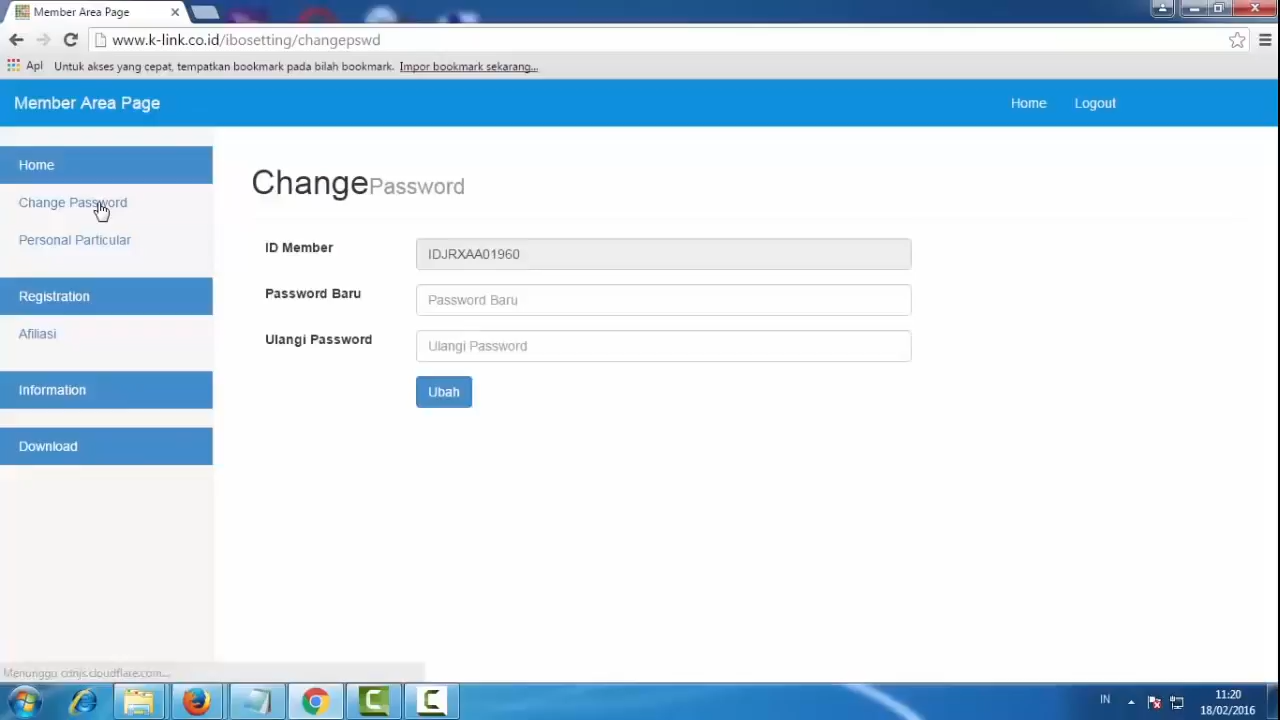 Member Area Page
www.k-link.co.id/ibosetting/changepswd
Apl Untuk akses yang cepat, tempatkan bookmark pada bilah bookmark. Impor bookmark sekarang...
Member Area Page Home Logout
Home
Change Password
Personal Particular
Registration
Afiliasi
Information
Download
Change Password
ID Member IDJRXAA01960
Password Baru Password Baru
Ulangi Password Ulangi Password
Ubah
Menunggu cdnjs.cloudflare.com...
IN 11:20
18/02/2016